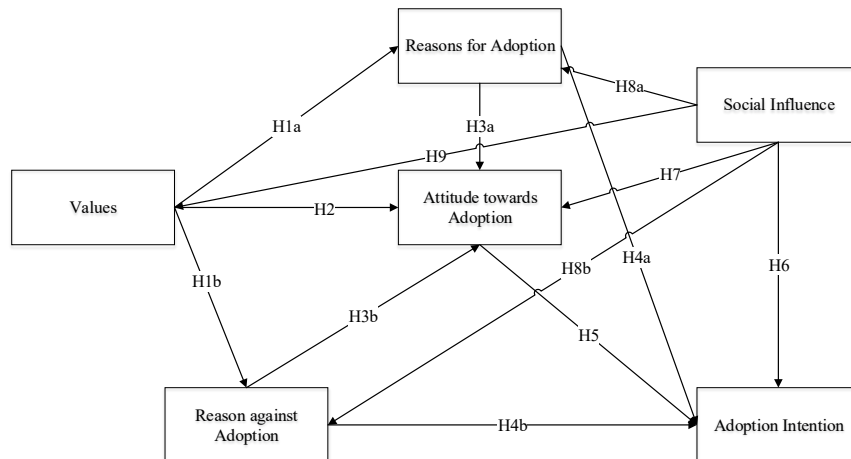 Reasons for Adoption
H8a
Social Influence
H1a
H3a
H9
H7
Values
H2
Attitude towards
Adoption
H8b
H4a
H6
H1b
H3b
H5
Reason against
Adoption
H4b
Adoption Intention